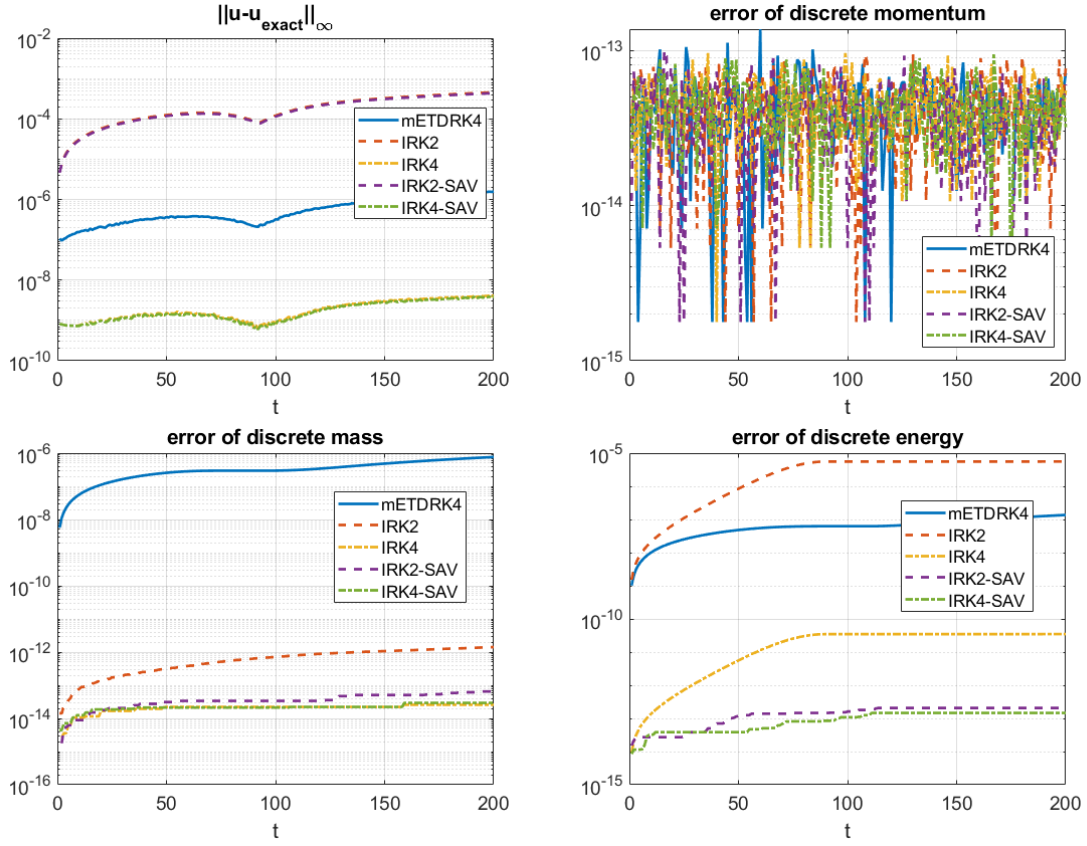 ||u-u_exact||_∞
10^-2
10^-4
10^-6
10^-8
10^-10
0
50
100
150
200
t
mETDRK4
IRK2
IRK4
IRK2-SAV
IRK4-SAV
error of discrete momentum
10^-13
10^-14
10^-15
0
50
100
150
200
t
mETDRK4
IRK2
IRK4
IRK2-SAV
IRK4-SAV
error of discrete mass
10^-6
10^-8
10^-10
10^-12
10^-14
10^-16
0
50
100
150
200
t
mETDRK4
IRK2
IRK4
IRK2-SAV
IRK4-SAV
error of discrete energy
10^-5
10^-10
10^-15
0
50
100
150
200
t
mETDRK4
IRK2
IRK4
IRK2-SAV
IRK4-SAV